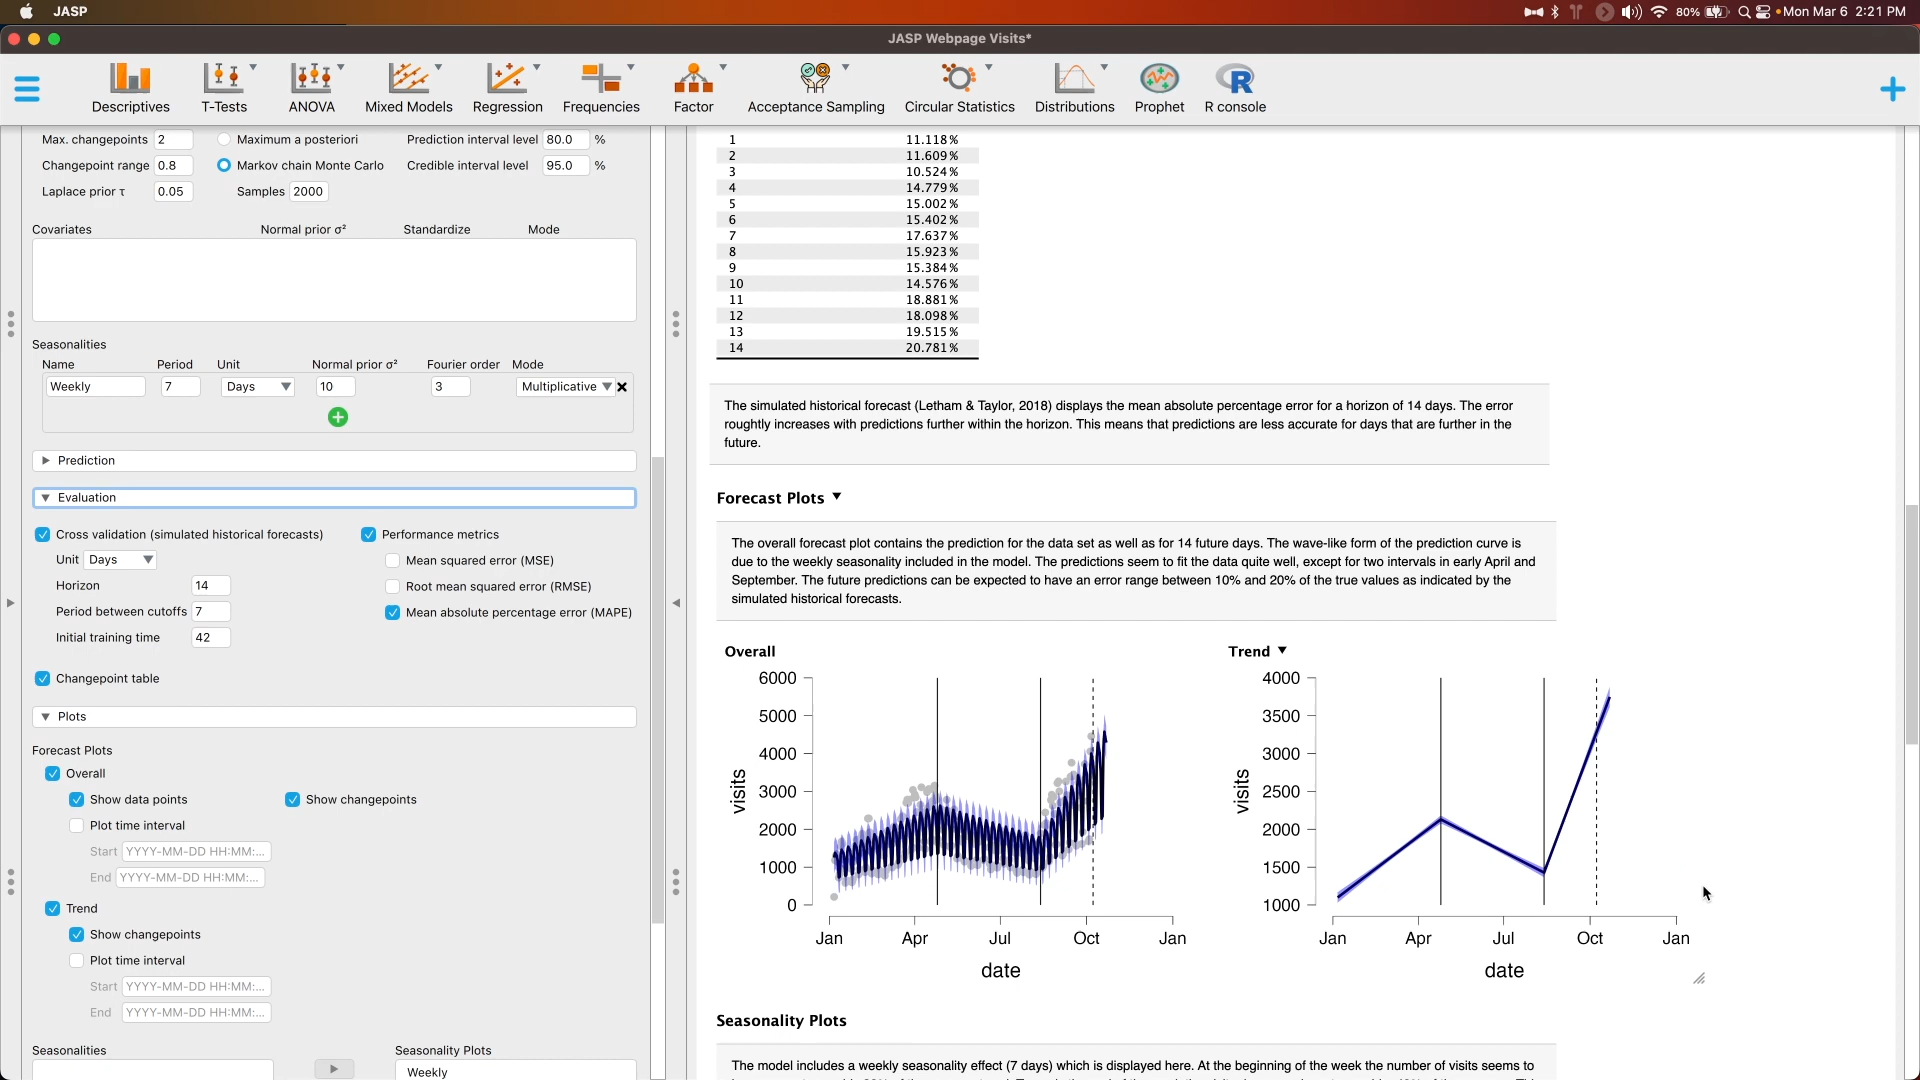 JASP
80%
Mon Mar 6 2:21 PM
JASP Webpage Visits*
Descriptives
T-Tests
ANOVA
Mixed Models
Regression
Frequencies
Factor
Acceptance Sampling
Circular Statistics
Distributions
Prophet
R console
Max. changepoints 2
Maximum a posteriori
Prediction interval level 80.0 %
Changepoint range 0.8
Markov chain Monte Carlo
Credible interval level 95.0 %
Laplace prior τ 0.05
Samples 2000
Covariates Normal prior σ² Standardize Mode
Seasonalities
Name Period Unit Normal prior σ² Fourier order Mode
Weekly 7 Days 10 3 Multiplicative
Prediction
Evaluation
Cross validation (simulated historical forecasts)
Unit Days
Horizon 14
Period between cutoffs 7
Initial training time 42
Performance metrics
Mean squared error (MSE)
Root mean squared error (RMSE)
Mean absolute percentage error (MAPE)
Changepoint table
Plots
Forecast Plots
Overall
Show data points
Show changepoints
Plot time interval
Start YYYY-MM-DD HH:MM:...
End YYYY-MM-DD HH:MM:...
Trend
Show changepoints
Plot time interval
Start YYYY-MM-DD HH:MM:...
End YYYY-MM-DD HH:MM:...
Seasonalities
Seasonality Plots
Weekly
1 11.118%
2 11.609%
3 10.524%
4 14.779%
5 15.002%
6 15.402%
7 17.637%
8 15.923%
9 15.384%
10 14.576%
11 18.881%
12 18.098%
13 19.515%
14 20.781%
The simulated historical forecast (Letham & Taylor, 2018) displays the mean absolute percentage error for a horizon of 14 days. The error
roughtly increases with predictions further within the horizon. This means that predictions are less accurate for days that are further in the
future.
Forecast Plots
The overall forecast plot contains the prediction for the data set as well as for 14 future days. The wave-like form of the prediction curve is
due to the weekly seasonality included in the model. The predictions seem to fit the data quite well, except for two intervals in early April and
September. The future predictions can be expected to have an error range between 10% and 20% of the true values as indicated by the
simulated historical forecasts.
Overall
6000
5000
4000
3000
2000
1000
0
visits
Jan Apr Jul Oct Jan
date
Trend
4000
3500
3000
2500
2000
1500
1000
visits
Jan Apr Jul Oct Jan
date
Seasonality Plots
The model includes a weekly seasonality effect (7 days) which is displayed here. At the beginning of the week the number of visits seems to